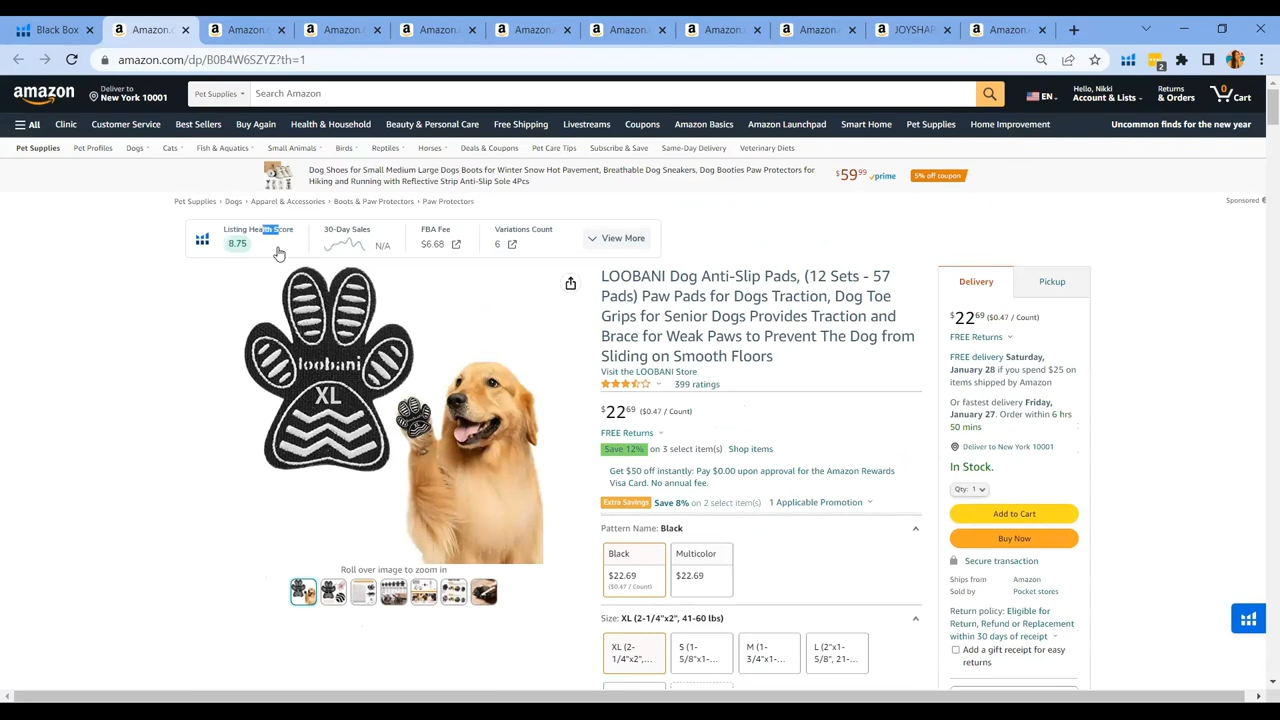 Black Box
Amazon.c
Amazon.
Amazon.
Amazon.
Amazon.
Amazon.
Amazon.
Amazon.
JOYSHAP
Amazon.
amazon.com/dp/B0B4W6SZYZ?th=1
2
amazon
Deliver to
New York 10001
Pet Supplies
Search Amazon
EN
Hello, Nikki
Account & Lists
Returns
& Orders
0
Cart
All
Clinic
Customer Service
Best Sellers
Buy Again
Health & Household
Beauty & Personal Care
Free Shipping
Livestreams
Coupons
Amazon Basics
Amazon Launchpad
Smart Home
Pet Supplies
Home Improvement
Uncommon finds for the new year
Pet Supplies
Pet Profiles
Dogs
Cats
Fish & Aquatics
Small Animals
Birds
Reptiles
Horses
Deals & Coupons
Pet Care Tips
Subscribe & Save
Same-Day Delivery
Veterinary Diets
Dog Shoes for Small Medium Large Dogs Boots for Winter Snow Hot Pavement, Breathable Dog Sneakers, Dog Booties Paw Protectors for
Hiking and Running with Reflective Strip Anti-Slip Sole 4Pcs
$59.99
prime
5% off coupon
Pet Supplies › Dogs › Apparel & Accessories › Boots & Paw Protectors › Paw Protectors
Sponsored
Listing Health Score
8.75
30-Day Sales
N/A
FBA Fee
$6.68
Variations Count
6
View More
loobani
XL
Roll over image to zoom in
LOOBANI Dog Anti-Slip Pads, (12 Sets - 57
Pads) Paw Pads for Dogs Traction, Dog Toe
Grips for Senior Dogs Provides Traction and
Brace for Weak Paws to Prevent The Dog from
Sliding on Smooth Floors
Visit the LOOBANI Store
399 ratings
$22.69 ($0.47 / Count)
FREE Returns
Save 12% on 3 select item(s) Shop items
Get $50 off instantly: Pay $0.00 upon approval for the Amazon Rewards
Visa Card. No annual fee.
Extra Savings Save 8% on 2 select item(s) 1 Applicable Promotion
Pattern Name: Black
Black
$22.69
($0.47 / Count)
Multicolor
$22.69
Size: XL (2-1/4"x2", 41-60 lbs)
XL (2-
1/4"x2",...
S (1-
5/8"x1-...
M (1-
3/4"x1-...
L (2"x1-
5/8", 21-...
Delivery
Pickup
$22.69 ($0.47 / Count)
FREE Returns
FREE delivery Saturday,
January 28 if you spend $25 on
items shipped by Amazon
Or fastest delivery Friday,
January 27. Order within 6 hrs
50 mins
Deliver to New York 10001
In Stock.
Qty: 1
Add to Cart
Buy Now
Secure transaction
Ships from Amazon
Sold by Pocket stores
Return policy: Eligible for
Return, Refund or Replacement
within 30 days of receipt
Add a gift receipt for easy
returns